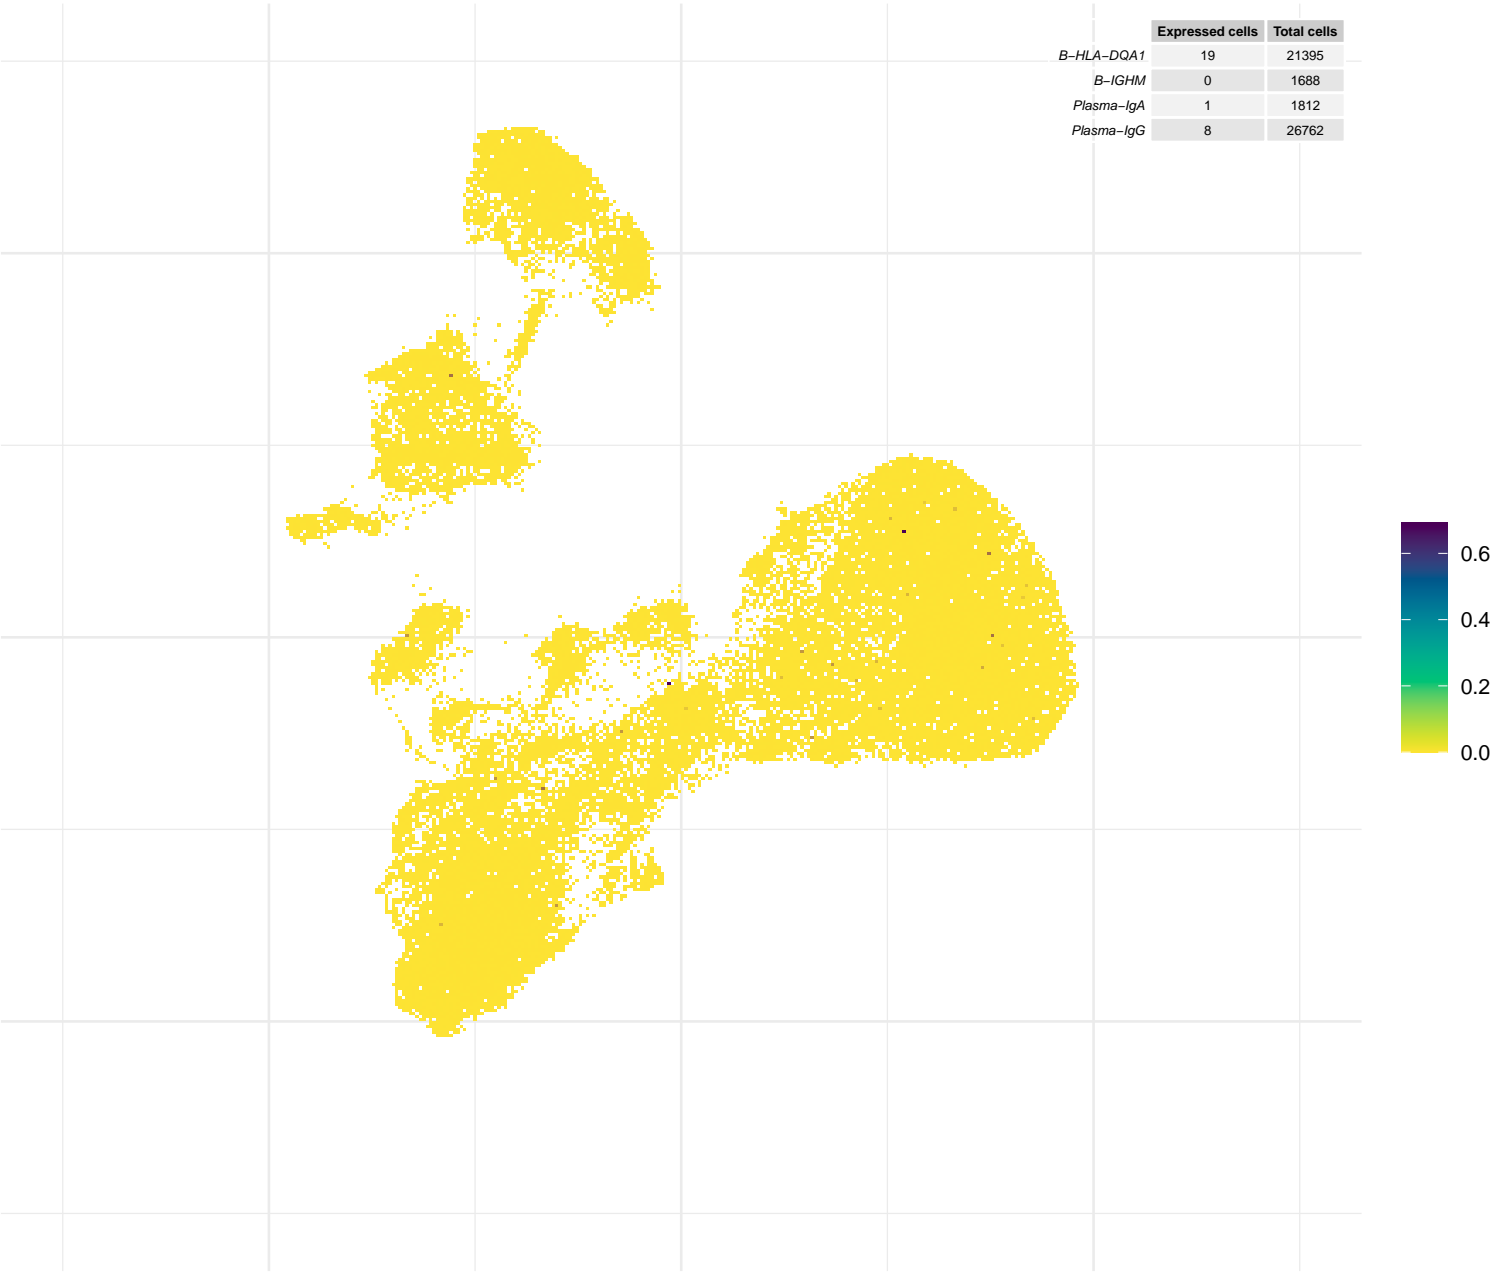 Expressed cells Total cells
B−HLA−DQA1 19 21395
B−IGHM 0 1688
Plasma−IgA 1 1812
Plasma−IgG 8 26762
0.6
0.4
0.2
0.0